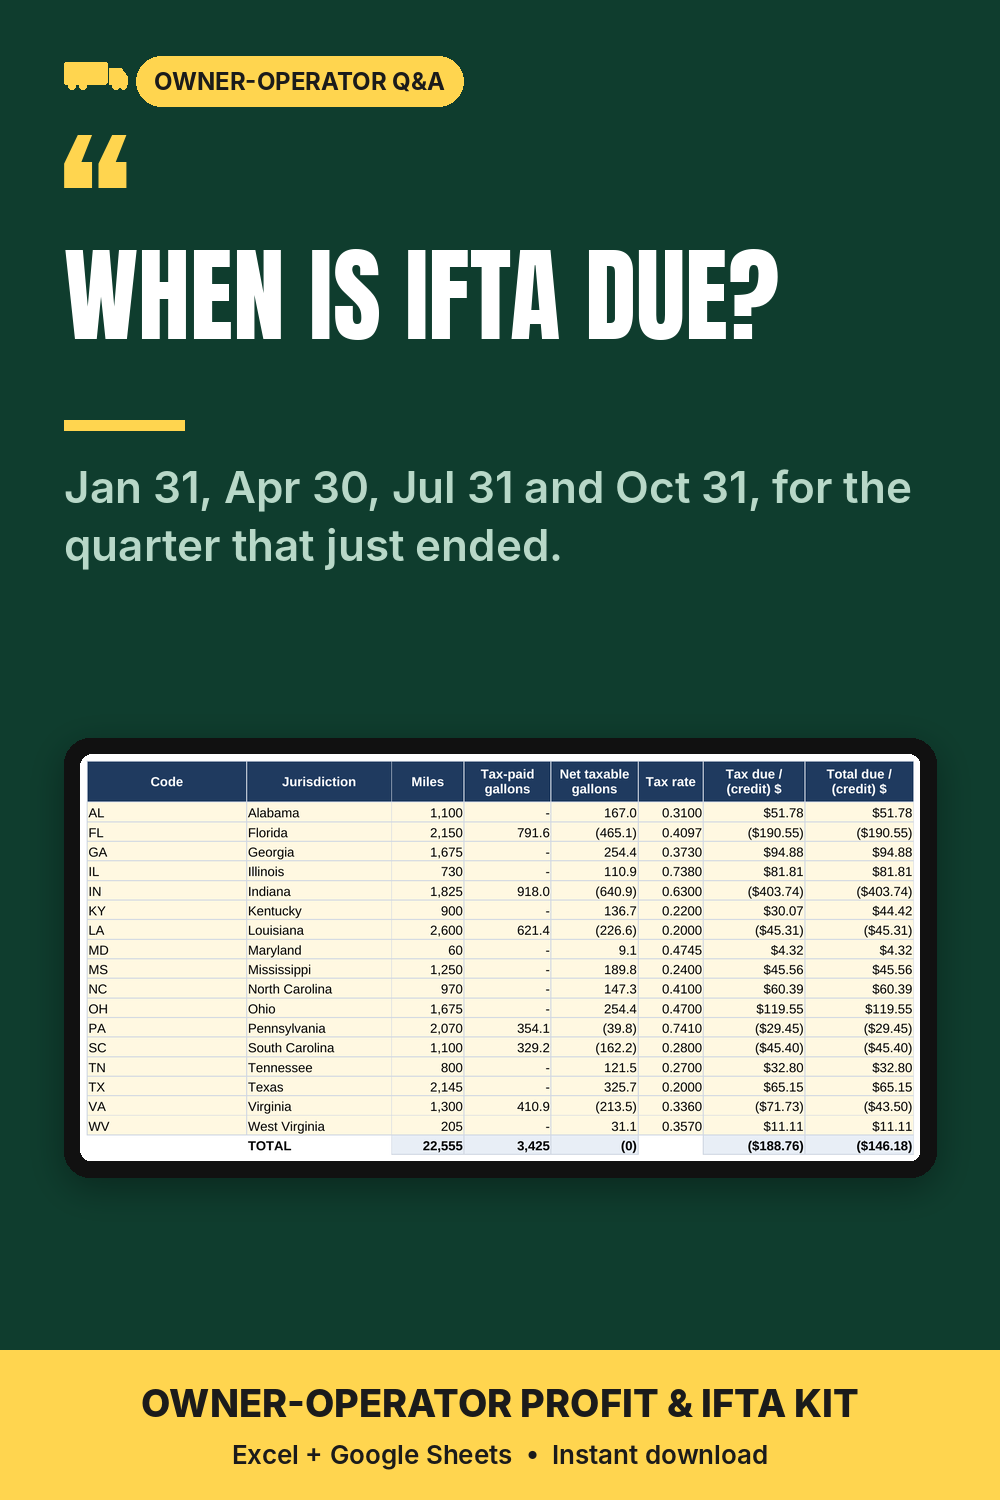 OWNER-OPERATOR Q&A
“
WHEN IS IFTA DUE?
Jan 31, Apr 30, Jul 31 and Oct 31, for the
quarter that just ended.
Code Jurisdiction Miles Tax-paid gallons Net taxable gallons Tax rate Tax due / (credit) $ Total due / (credit) $
AL Alabama 1,100 - 167.0 0.3100 $51.78 $51.78
FL Florida 2,150 791.6 (465.1) 0.4097 ($190.55) ($190.55)
GA Georgia 1,675 - 254.4 0.3730 $94.88 $94.88
IL Illinois 730 - 110.9 0.7380 $81.81 $81.81
IN Indiana 1,825 918.0 (640.9) 0.6300 ($403.74) ($403.74)
KY Kentucky 900 - 136.7 0.2200 $30.07 $44.42
LA Louisiana 2,600 621.4 (226.6) 0.2000 ($45.31) ($45.31)
MD Maryland 60 - 9.1 0.4745 $4.32 $4.32
MS Mississippi 1,250 - 189.8 0.2400 $45.56 $45.56
NC North Carolina 970 - 147.3 0.4100 $60.39 $60.39
OH Ohio 1,675 - 254.4 0.4700 $119.55 $119.55
PA Pennsylvania 2,070 354.1 (39.8) 0.7410 ($29.45) ($29.45)
SC South Carolina 1,100 329.2 (162.2) 0.2800 ($45.40) ($45.40)
TN Tennessee 800 - 121.5 0.2700 $32.80 $32.80
TX Texas 2,145 - 325.7 0.2000 $65.15 $65.15
VA Virginia 1,300 410.9 (213.5) 0.3360 ($71.73) ($43.50)
WV West Virginia 205 - 31.1 0.3570 $11.11 $11.11
TOTAL 22,555 3,425 (0) ($188.76) ($146.18)
OWNER-OPERATOR PROFIT & IFTA KIT
Excel + Google Sheets • Instant download